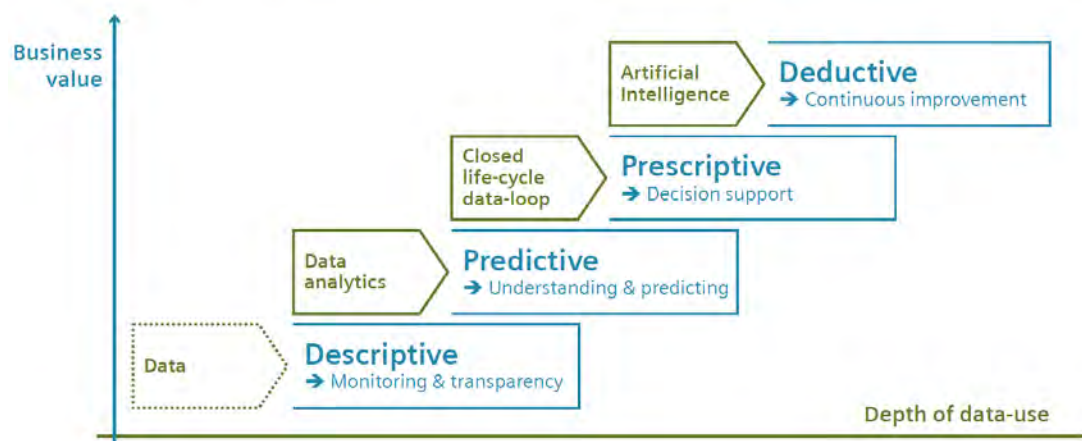 Business
value
Artificial
Intelligence
Deductive
➔ Continuous improvement
Closed
life-cycle
data-loop
Prescriptive
➔ Decision support
Data
analytics
Predictive
➔ Understanding & predicting
Data
Descriptive
➔ Monitoring & transparency
Depth of data-use